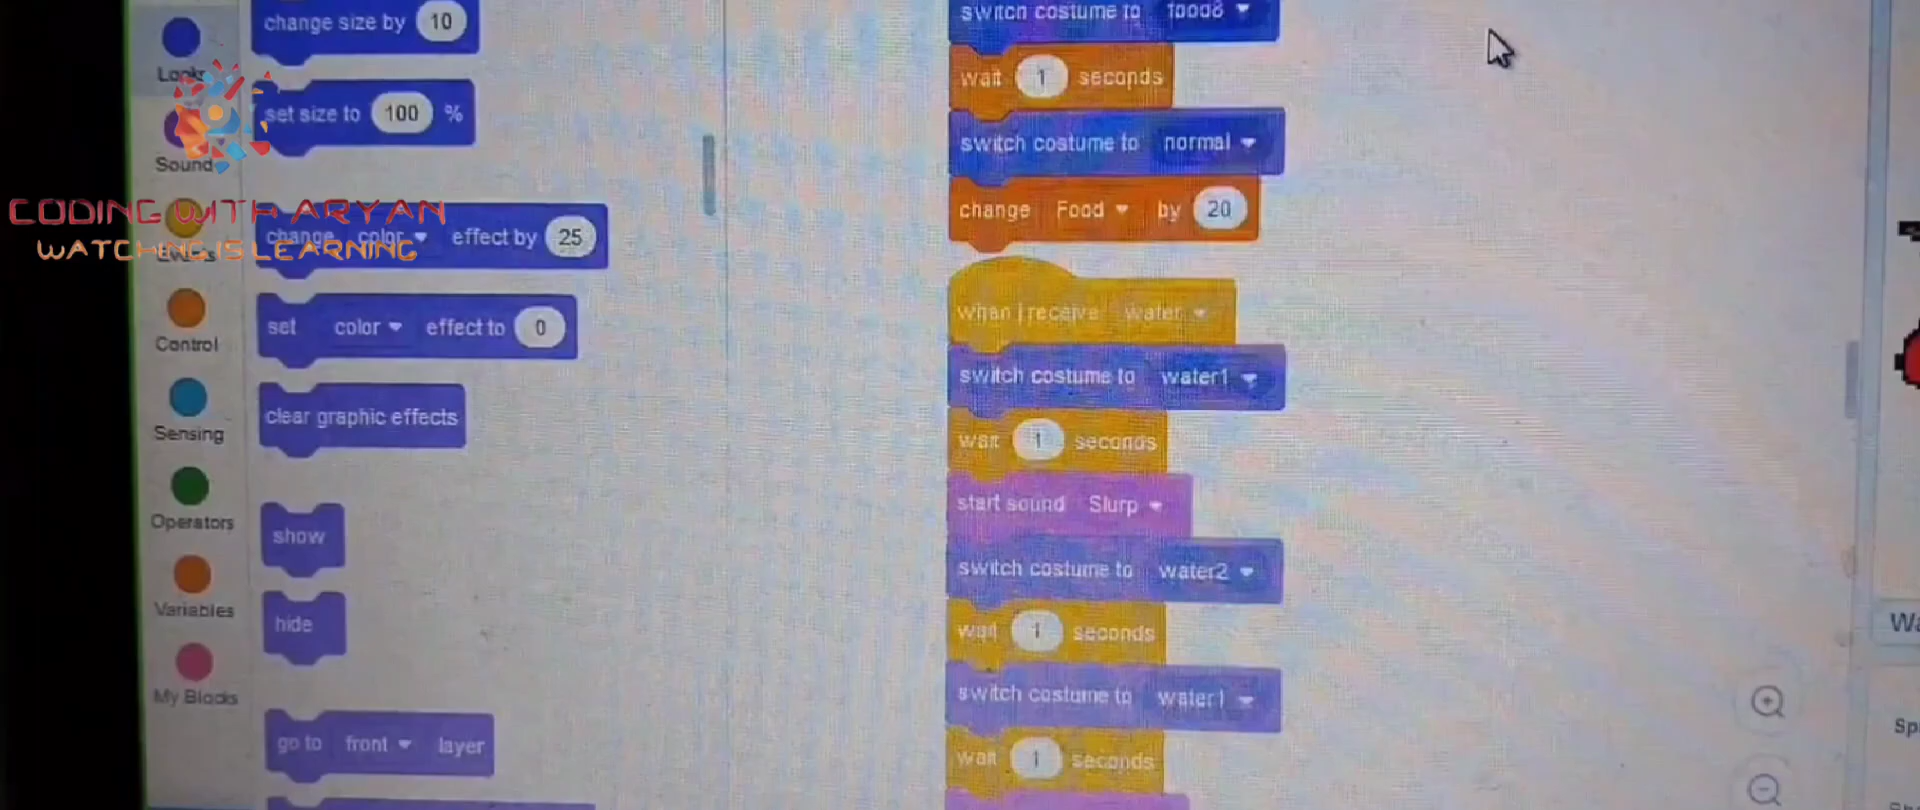 change size by 10
Looks
set size to 100 %
Sound
CODING WITH ARYAN
WATCHING IS LEARNING
change color effect by 25
set color effect to 0
Control
clear graphic effects
Sensing
Operators
show
Variables
hide
My Blocks
go to front layer
switch costume to food8
wait 1 seconds
switch costume to normal
change Food by 20
when I receive water
switch costume to water1
wait 1 seconds
start sound Slurp
switch costume to water2
wait 1 seconds
switch costume to water1
wait 1 seconds